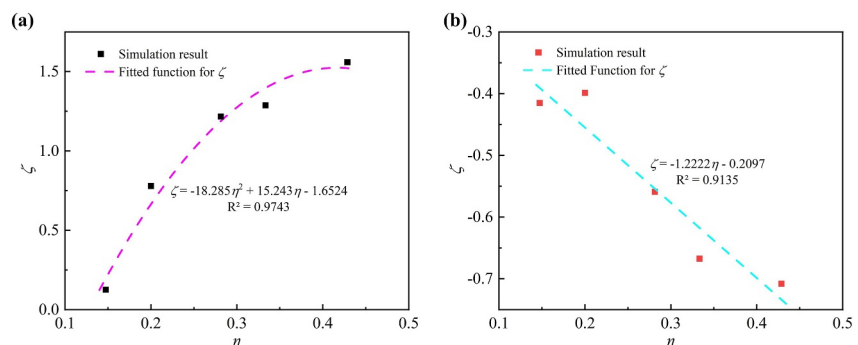 (a)
Simulation result
Fitted function for ζ
1.5
1.0
0.5
0.0
ζ
ζ = -18.285η² + 15.243η - 1.6524
R² = 0.9743
0.1 0.2 0.3 0.4 0.5
η
(b)
-0.3
-0.4
-0.5
-0.6
-0.7
ζ
Simulation result
Fitted Function for ζ
ζ = -1.2222η - 0.2097
R² = 0.9135
0.1 0.2 0.3 0.4 0.5
η